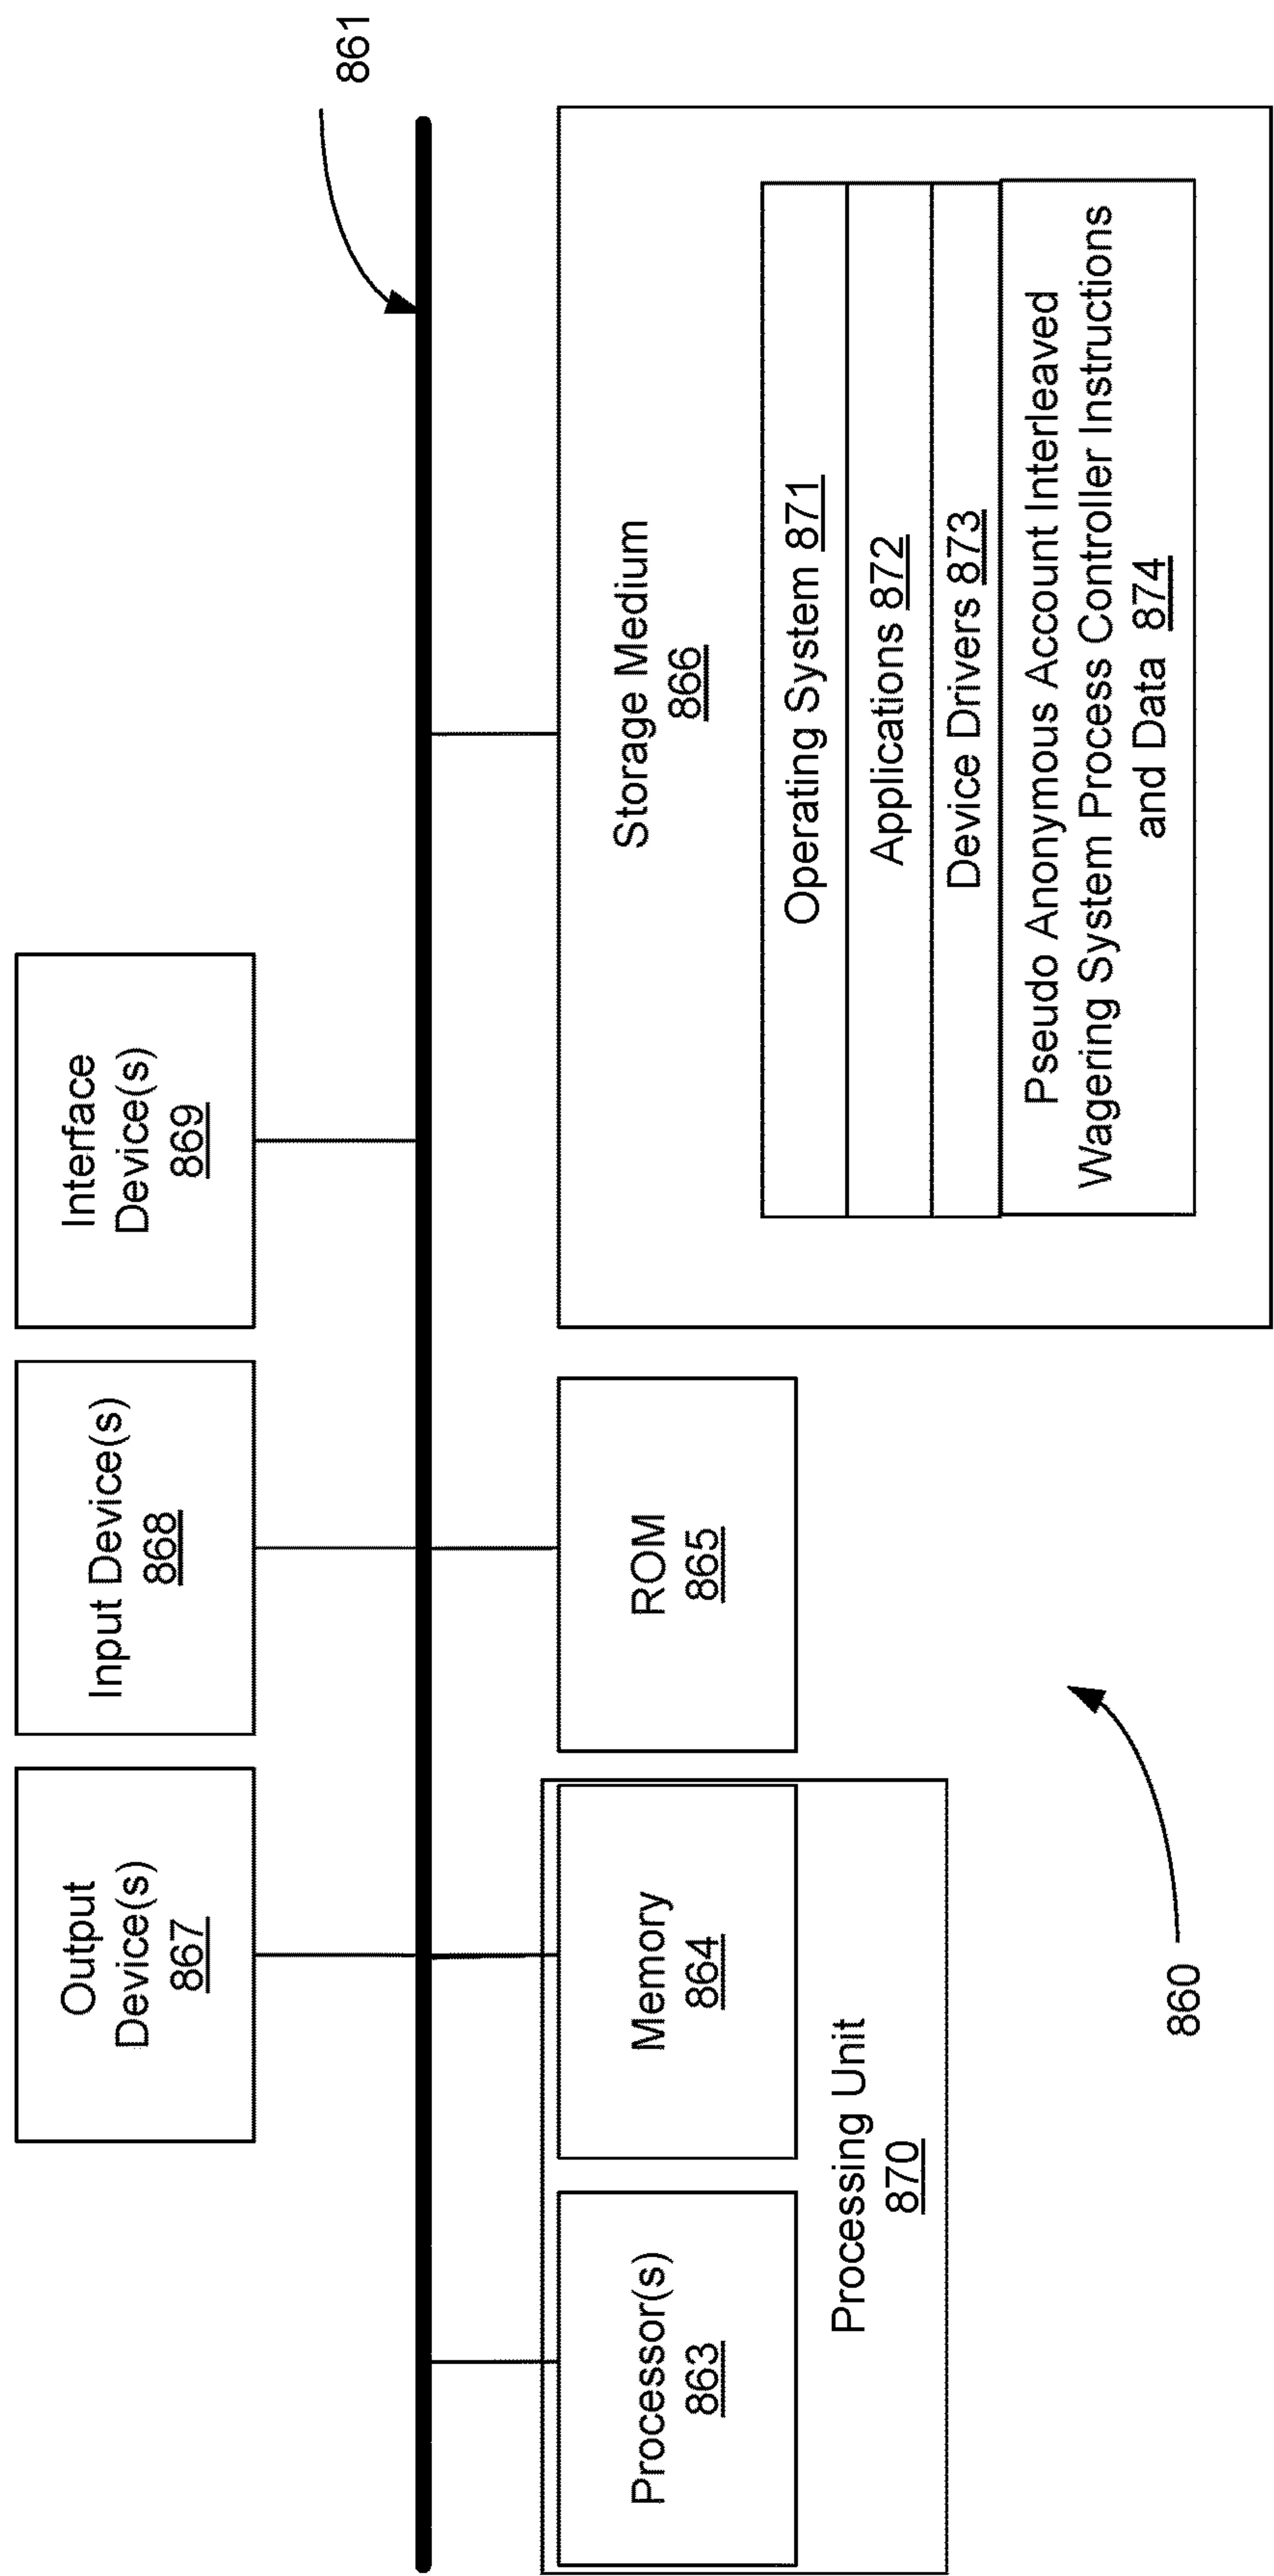 861
Output
Device(s)
867
Input Device(s)
868
Interface
Device(s)
869
Processor(s)
863
Memory
864
Processing Unit
870
ROM
865
Storage Medium
866
Operating System 871
Applications 872
Device Drivers 873
Pseudo Anonymous Account Interleaved
Wagering System Process Controller Instructions
and Data 874
860